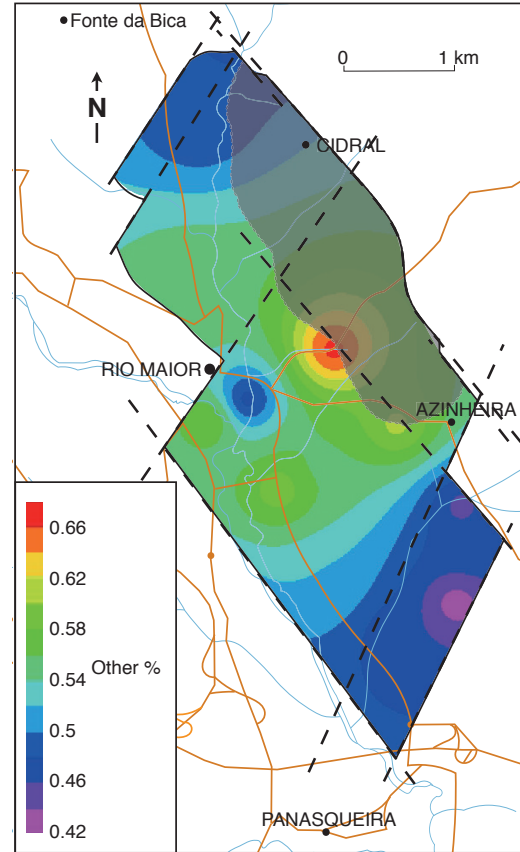 Fonte da Bica
0 1 km
N
CIDRAL
RIO MAIOR
AZINHEIRA
0.66
0.62
0.58
0.54
0.5
0.46
0.42
Other %
PANASQUEIRA